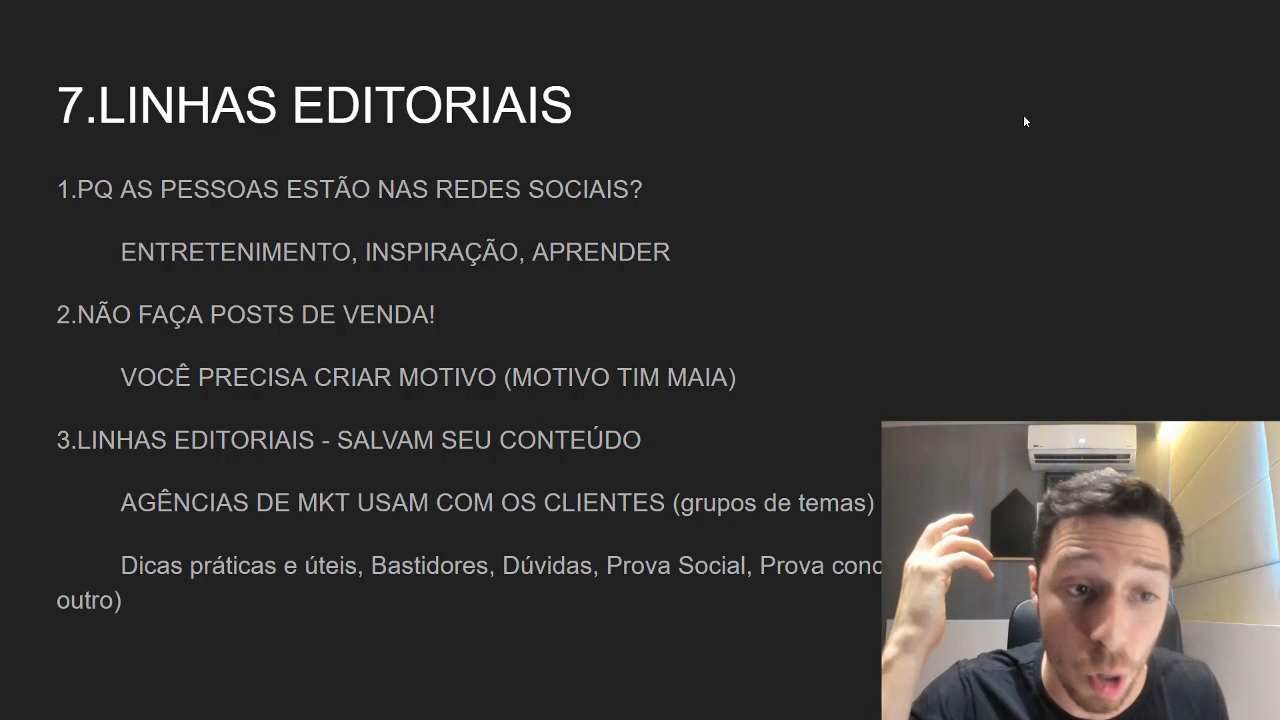 7.LINHAS EDITORIAIS
1.PQ AS PESSOAS ESTÃO NAS REDES SOCIAIS?
ENTRETENIMENTO, INSPIRAÇÃO, APRENDER
2.NÃO FAÇA POSTS DE VENDA!
VOCÊ PRECISA CRIAR MOTIVO (MOTIVO TIM MAIA)
3.LINHAS EDITORIAIS - SALVAM SEU CONTEÚDO
AGÊNCIAS DE MKT USAM COM OS CLIENTES (grupos de temas)
Dicas práticas e úteis, Bastidores, Dúvidas, Prova Social, Prova
outro)